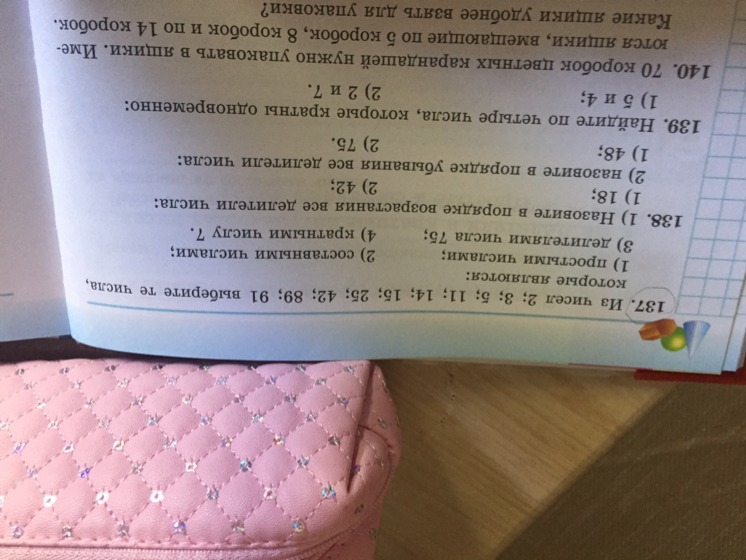 137. Из чисел 2; 3; 5; 11; 14; 15; 25; 42; 89; 91 выберите те числа,
которые являются:
1) простыми числами; 2) составными числами;
3) делителями числа 75; 4) кратными числу 7.
138. 1) Назовите в порядке возрастания все делители числа:
1) 18; 2) 42;
2) назовите в порядке убывания все делители числа:
1) 48; 2) 75.
139. Найдите по четыре числа, которые кратны одновременно:
1) 5 и 4; 2) 2 и 7.
140. 70 коробок цветных карандашей нужно упаковать в ящики. Име-
ются ящики, вмещающие по 5 коробок, 8 коробок и по 14 коробок.
Какие ящики удобнее взять для упаковки?